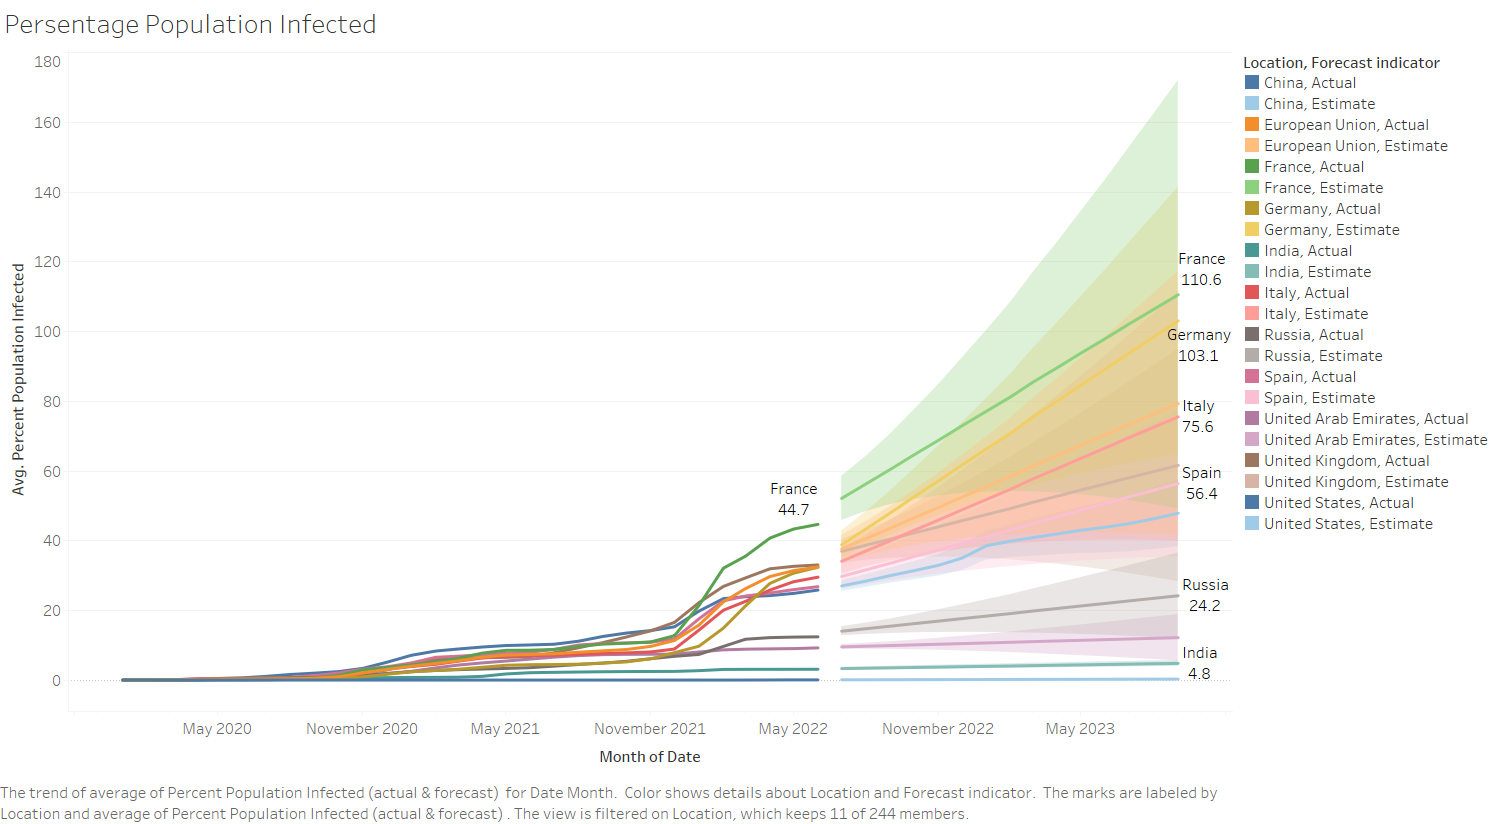 Persentage Population Infected
180
160
140
120
100
80
60
40
20
0
Avg. Percent Population Infected
France
44.7
France
110.6
Germany
103.1
Italy
75.6
Spain
56.4
Russia
24.2
India
4.8
May 2020
November 2020
May 2021
November 2021
May 2022
November 2022
May 2023
Month of Date
Location, Forecast indicator
China, Actual
China, Estimate
European Union, Actual
European Union, Estimate
France, Actual
France, Estimate
Germany, Actual
Germany, Estimate
India, Actual
India, Estimate
Italy, Actual
Italy, Estimate
Russia, Actual
Russia, Estimate
Spain, Actual
Spain, Estimate
United Arab Emirates, Actual
United Arab Emirates, Estimate
United Kingdom, Actual
United Kingdom, Estimate
United States, Actual
United States, Estimate
The trend of average of Percent Population Infected (actual & forecast) for Date Month. Color shows details about Location and Forecast indicator. The marks are labeled by
Location and average of Percent Population Infected (actual & forecast) . The view is filtered on Location, which keeps 11 of 244 members.